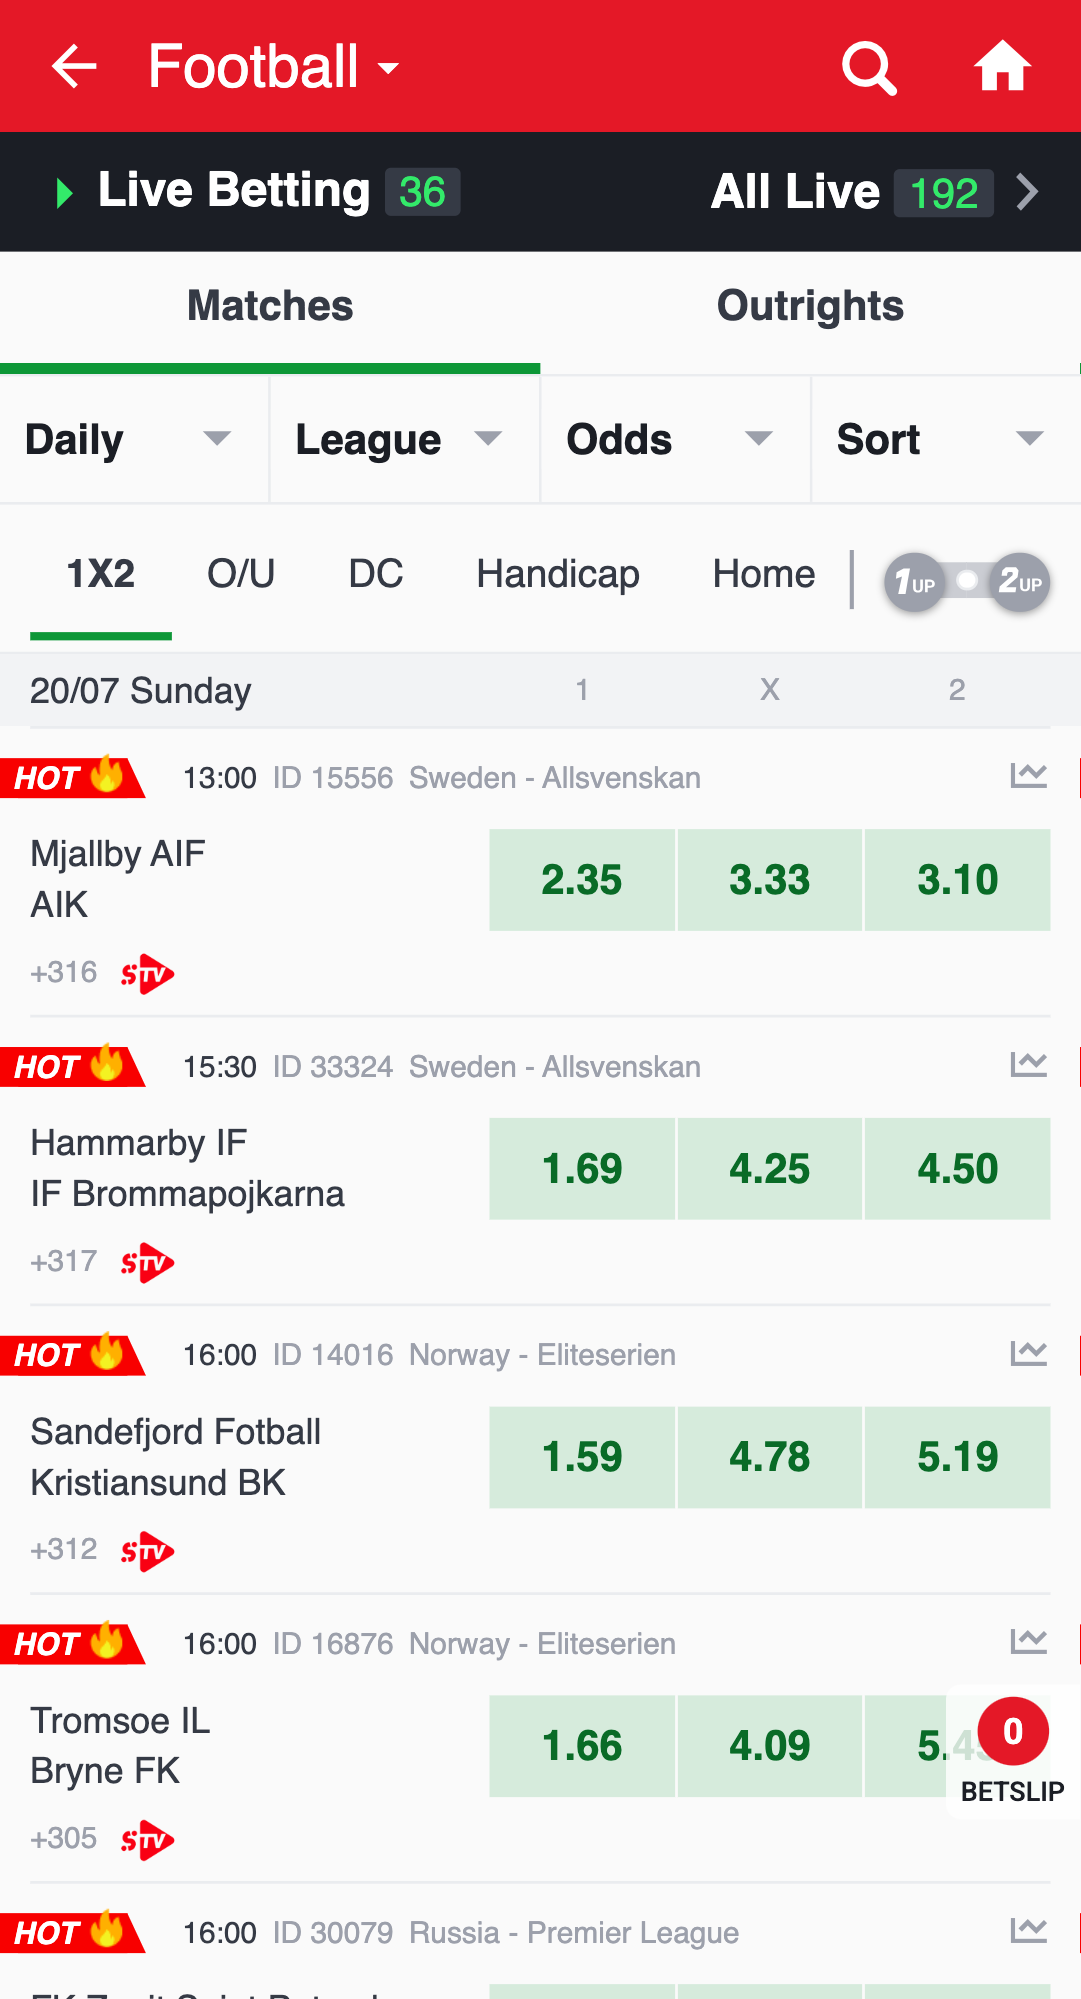 Football
Live Betting 36 All Live 192
Matches Outrights
Daily League Odds Sort
1X2 O/U DC Handicap Home 1UP 2UP
20/07 Sunday 1 X 2
HOT 13:00 ID 15556 Sweden - Allsvenskan
Mjallby AIF
AIK
2.35 3.33 3.10
+316 STV
HOT 15:30 ID 33324 Sweden - Allsvenskan
Hammarby IF
IF Brommapojkarna
1.69 4.25 4.50
+317 STV
HOT 16:00 ID 14016 Norway - Eliteserien
Sandefjord Fotball
Kristiansund BK
1.59 4.78 5.19
+312 STV
HOT 16:00 ID 16876 Norway - Eliteserien
Tromsoe IL
Bryne FK
1.66 4.09
0
BETSLIP
+305 STV
HOT 16:00 ID 30079 Russia - Premier League